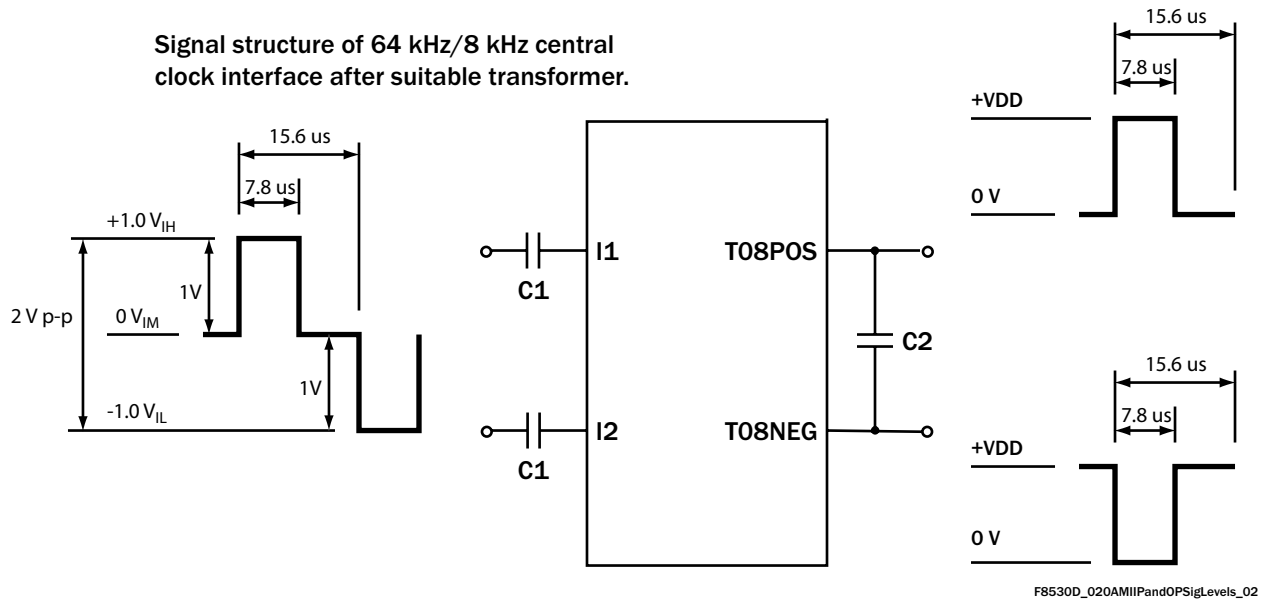 Signal structure of 64 kHz/8 kHz central
clock interface after suitable transformer.
15.6 us
7.8 us
+1.0 VIH
1V
2 V p-p
0 VIM
1V
-1.0 VIL
I1
C1
I2
C1
T08POS
C2
T08NEG
15.6 us
7.8 us
+VDD
0 V
15.6 us
7.8 us
+VDD
0 V
F8530D_020AMIIPandOPSigLevels_02